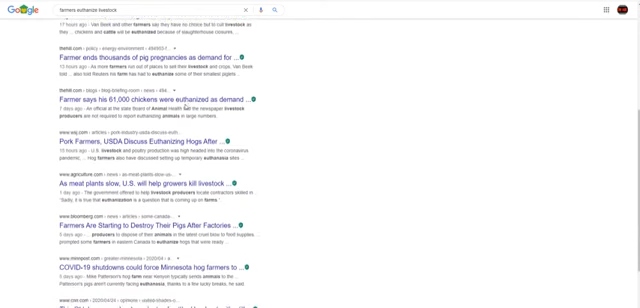 Google
farmers euthanize livestock
17 hours ago - Van Beek and other farmers say they have no choice but to cull livestock as
they ... chickens and cattle will be euthanized because of slaughterhouse closures, ...
thehill.com › policy › energy-environment › 494903-f...
Farmer ends thousands of pig pregnancies as demand for ...
10 hours ago - As more farmers run out of places to sell their livestock and crops. Van Beek
told ... also told Reuters his farm has had to euthanize some of their smallest piglets ...
thehill.com › blogs › blog-briefing-room › news › 494...
Farmer says his 61,000 chickens were euthanized as demand ...
7 days ago - An official at the state Board of Animal Health told the newspaper livestock
producers are not required to report euthanizing animals in large numbers.
www.wsj.com › articles › pork-industry-usda-discuss-euth...
Pork Farmers, USDA Discuss Euthanizing Hogs After ...
15 hours ago - U.S. livestock and poultry production was high headed into the coronavirus
pandemic, ... Hog farmers also have discussed setting up temporary euthanasia sites ...
www.agriculture.com › news › as-meat-plants-slow-us...
As meat plants slow, U.S. will help growers kill livestock ...
1 day ago - The government offered to help livestock producers locate contractors skilled in ...
"Sadly, it is true that euthanization is a question that is coming up on farms."
www.bloomberg.com › news › articles › some-canada-...
Farmers Are Starting to Destroy Their Pigs After Factories ...
5 days ago - ... producers to dispose of their animals in the latest cruel blow to food supplies. ...
prompted some farmers in eastern Canada to euthanize hogs that were ready ...
www.minnpost.com › greater-minnesota › 2020/04 › a...
COVID-19 shutdowns could force Minnesota hog farmers to ...
5 days ago - Mike Patterson's hog farm near Kenyon typically sends animals to the ...
Patterson's pigs aren't currently facing euthanasia, thanks to a few lucky breaks, he said.